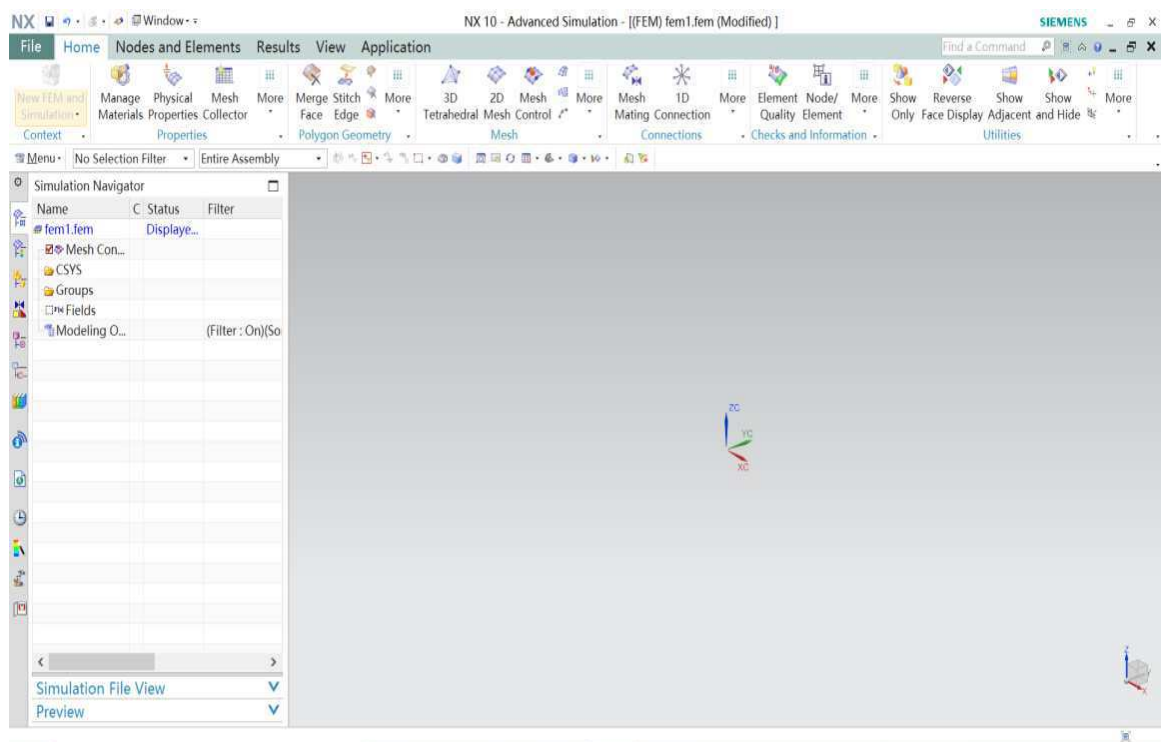 NX Window NX 10 - Advanced Simulation - [(FEM) fem1.fem (Modified) ] SIEMENS
File Home Nodes and Elements Results View Application Find a Command
New FEM and Simulation Manage Materials Physical Properties Mesh Collector More Merge Face Stitch Edge More 3D Tetrahedral 2D Mesh Mesh Control More Mesh Mating 1D Connection More Element Quality Node/ Element More Show Only Reverse Face Display Show Adjacent Show and Hide More
Context Properties Polygon Geometry Mesh Connections Checks and Information Utilities
Menu No Selection Filter Entire Assembly
Simulation Navigator
Name C Status Filter
fem1.fem Displaye...
Mesh Con...
CSYS
Groups
Fields
Modeling O... (Filter : On)(So
ZC
YC
XC
Z
X
Simulation File View
Preview